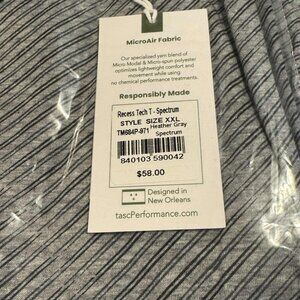 MicroAir Fabric
Our specialized yarn blend of
Micro Modal & Micro-spun polyester
optimizes lightweight comfort and
movement while using
no chemical performance treatments.
Responsibly Made
Recess Tech T - Spectrum
STYLE SIZE XXL
TM684P-971 Heather Gray
Spectrum
840103 590042
$58.00
Designed in
New Orleans
tascPerformance.com